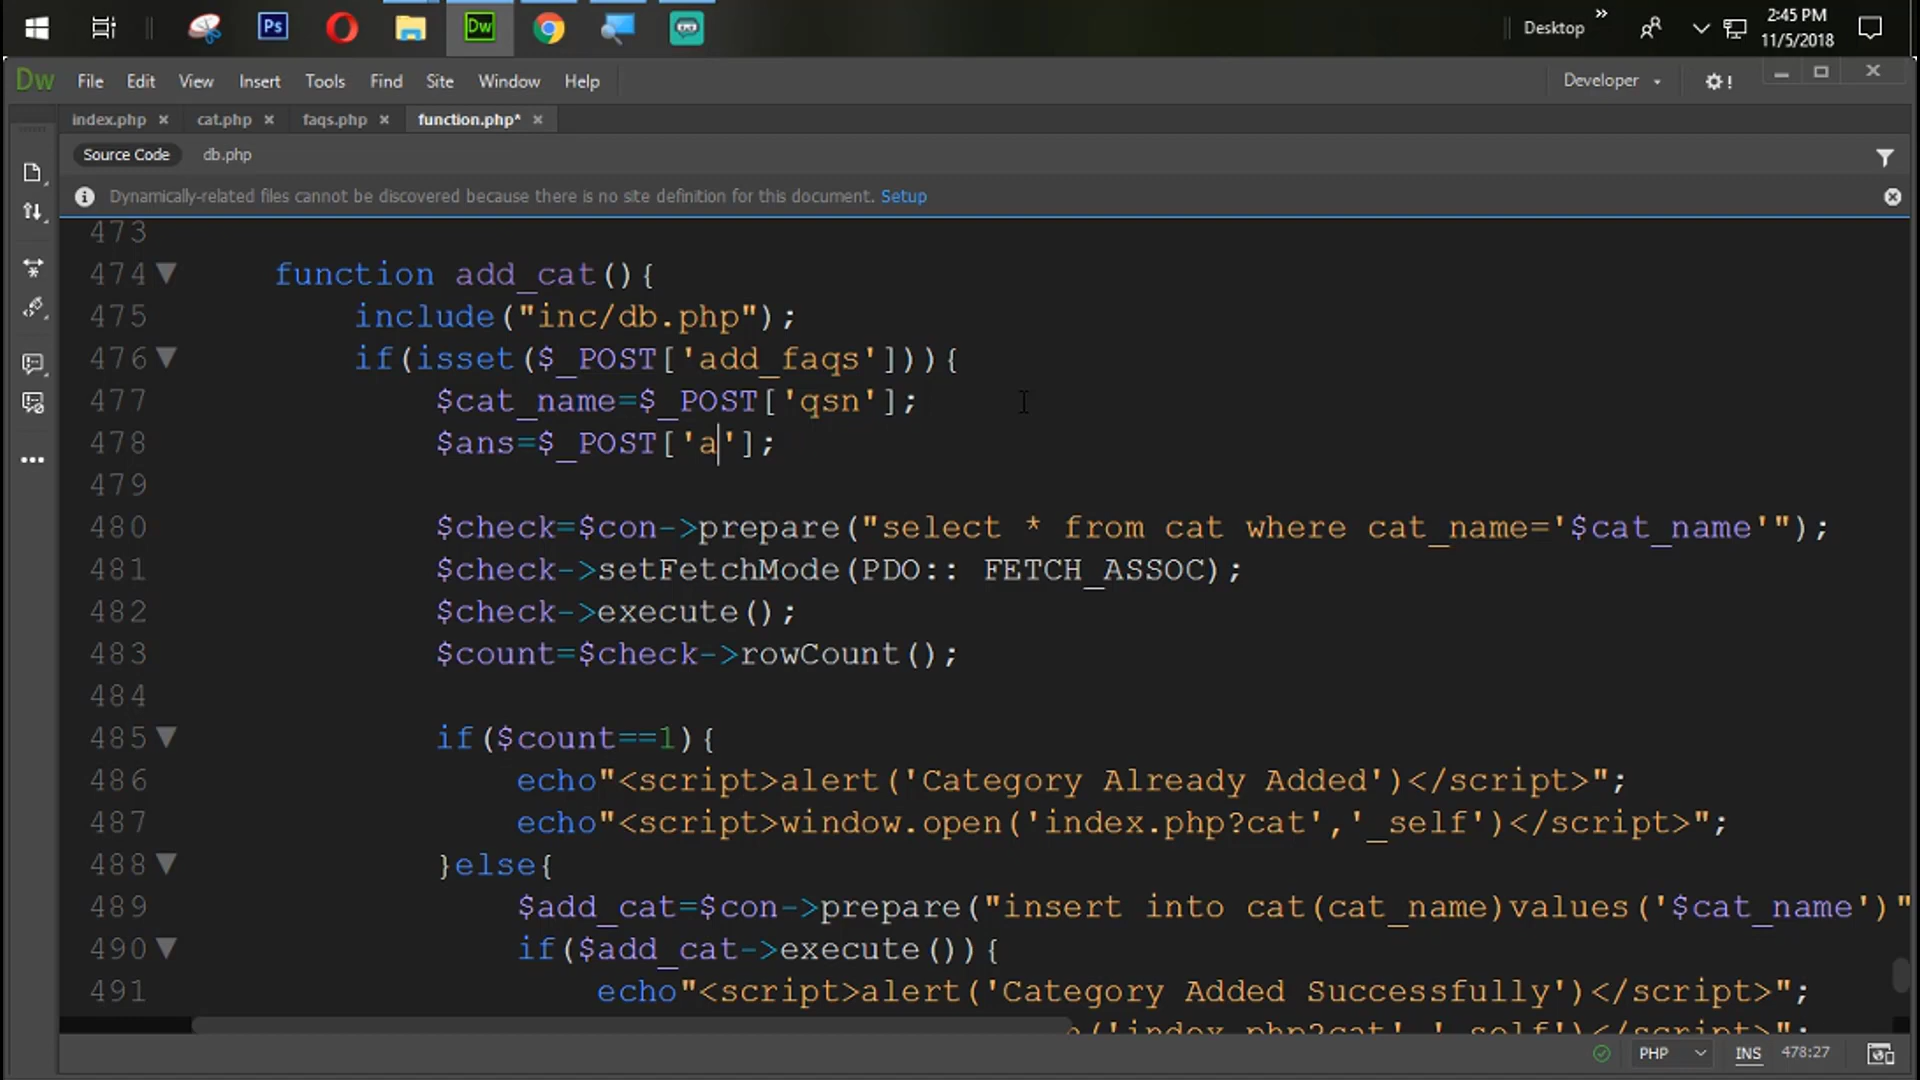 Ps
Dw
Desktop
»
2:45 PM
11/5/2018
Dw File Edit View Insert Tools Find Site Window Help
Developer
index.php × cat.php × faqs.php × function.php* ×
Source Code db.php
Dynamically-related files cannot be discovered because there is no site definition for this document. Setup
473
474 function add_cat(){
475 include("inc/db.php");
476 if(isset($_POST['add_faqs'])){
477 $cat_name=$_POST['qsn'];
478 $ans=$_POST['a'];
479
480 $check=$con->prepare("select * from cat where cat_name='$cat_name'");
481 $check->setFetchMode(PDO:: FETCH_ASSOC);
482 $check->execute();
483 $count=$check->rowCount();
484
485 if($count==1){
486 echo"<script>alert('Category Already Added')</script>";
487 echo"<script>window.open('index.php?cat','_self')</script>";
488 }else{
489 $add_cat=$con->prepare("insert into cat(cat_name)values('$cat_name')"
490 if($add_cat->execute()){
491 echo"<script>alert('Category Added Successfully')</script>";
('index.php?cat','_self')</script>";
PHP INS 478:27